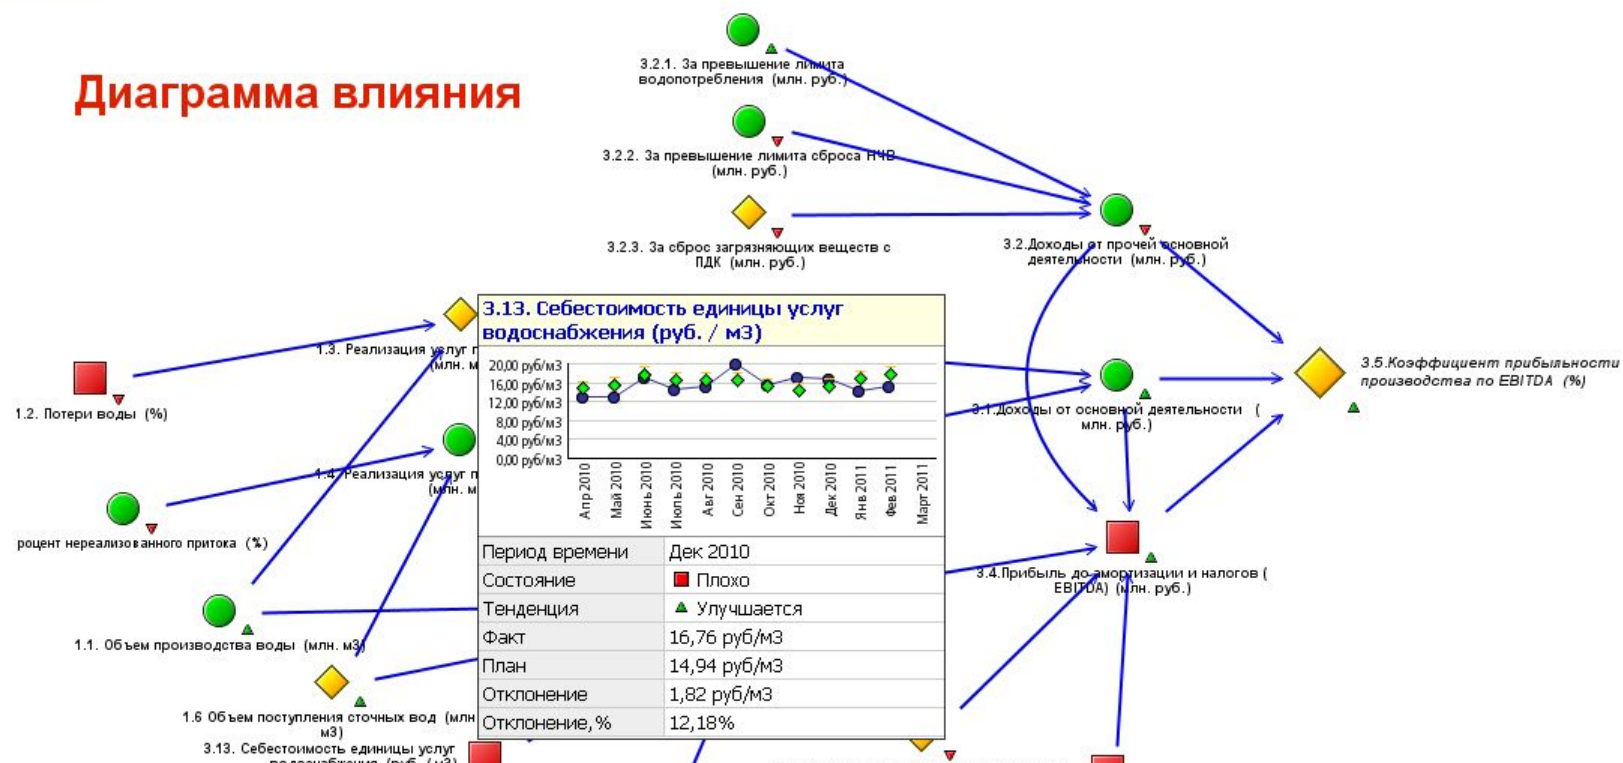 Диаграмма влияния
3.2.1. За превышение лимита
водопотребления (млн. руб.)
3.2.2. За превышение лимита сброса НЧВ
(млн. руб.)
3.2.3. За сброс загрязняющих веществ с
ПДК (млн. руб.)
3.2.Доходы от прочей основной
деятельности (млн. руб.)
1.3. Реализация услуг п
(млн. м
1.2. Потери воды (%)
1.4. Реализация услуг п
(млн. м
роцент нереализованного притока (%)
1.1. Объем производства воды (млн. м3)
1.6 Объем поступления сточных вод (млн
м3)
3.13. Себестоимость единицы услуг
водоснабжения (руб. / м3)
3.13. Себестоимость единицы услуг
водоснабжения (руб. / м3)
20,00 руб/м3
16,00 руб/м3
12,00 руб/м3
8,00 руб/м3
4,00 руб/м3
0,00 руб/м3
Апр 2010
Май 2010
Июнь 2010
Июль 2010
Авг 2010
Сен 2010
Окт 2010
Ноя 2010
Дек 2010
Янв 2011
Фев 2011
Март 2011
Период времени Дек 2010
Состояние Плохо
Тенденция Улучшается
Факт 16,76 руб/м3
План 14,94 руб/м3
Отклонение 1,82 руб/м3
Отклонение,% 12,18%
3.1.Доходы от основной деятельности (
млн. руб.)
3.5.Коэффициент прибыльности
производства по EBITDA (%)
3.4.Прибыль до амортизации и налогов (
EBITDA) (млн. руб.)